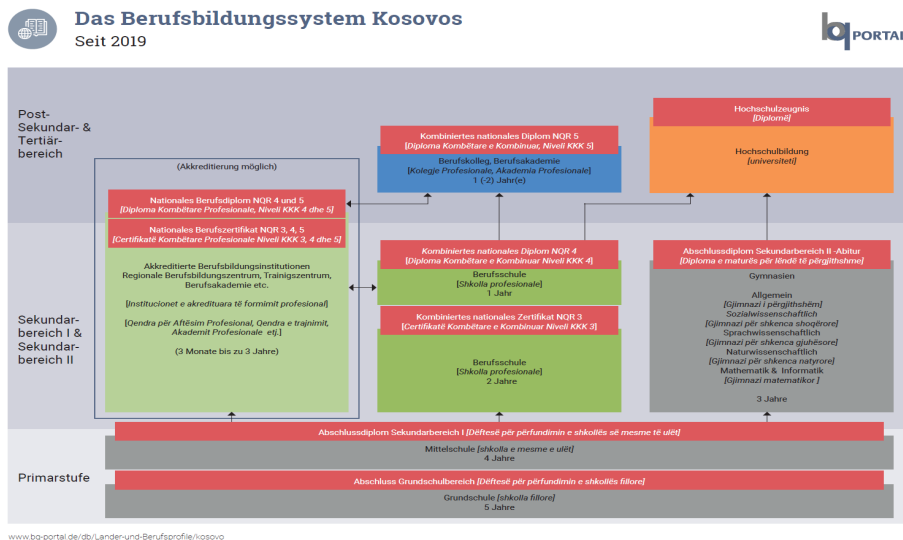 Das Berufsbildungssystem Kosovos
Seit 2019
bq PORTAL
Post-
Sekundar- &
Tertiär-
bereich
(Akkreditierung möglich)
Nationales Berufsdiplom NQR 4 und 5
[Diploma Kombëtare Profesionale, Niveli KKK 4 dhe 5]
Nationales Berufszertifikat NQR 3, 4, 5
[Certifikatë Kombëtare Profesionale Niveli KKK 3, 4 dhe 5]
Akkreditierte Berufsbildungsinstitutionen
Regionale Berufsbildungszentrum, Trainigszentrum,
Berufsakademie etc.
[Institucionet e akredituara të formimit profesional]
[Qendra për Aftësim Profesional, Qendra e trajnimit,
Akademit Profesionale etj.]
(3 Monate bis zu 3 Jahre)
Kombiniertes nationales Diplom NQR 5
[Diploma Kombëtare e Kombinuar, Niveli KKK 5]
Berufskolleg, Berufsakademie
[Kolegje Profesionale, Akademia Profesionale]
1 (-2) Jahr(e)
Hochschulzeugnis
[Diplomë]
Hochschulbildung
[universiteti]
Sekundar-
bereich I &
Sekundar-
bereich II
Kombiniertes nationales Diplom NQR 4
[Diploma Kombëtare e Kombinuar Niveli KKK 4]
Berufsschule
[Shkolla profesionale]
1 Jahr
Kombiniertes nationales Zertifikat NQR 3
[Certifikatë Kombëtare e Kombinuar Niveli KKK 3]
Berufsschule
[Shkolla profesionale]
2 Jahre
Abschlussdiplom Sekundarbereich II -Abitur
[Diploma e maturës për lëndë të përgjithshme]
Gymnasien
Allgemein
[Gjimnazi i përgjithshëm]
Sozialwissenschaftlich
[Gjimnazi për shkenca shoqërore]
Sprachwissenschaftlich
[Gjimnazi për shkenca gjuhësore]
Naturwissenschaftlich
[Gjimnazi për shkenca natyrore]
Mathematik & Informatik
[Gjimnazi matematikor ]
3 Jahre
Primarstufe
Abschlussdiplom Sekundarbereich I [Dëftesë për përfundimin e shkollës së mesme të ulët]
Mittelschule [shkolla e mesme e ulët]
4 Jahre
Abschluss Grundschulbereich [Dëftesë për përfundimin e shkollës fillore]
Grundschule [shkolla fillore]
5 Jahre
www.bq-portal.de/db/Lander-und-Berufsprofile/kosovo